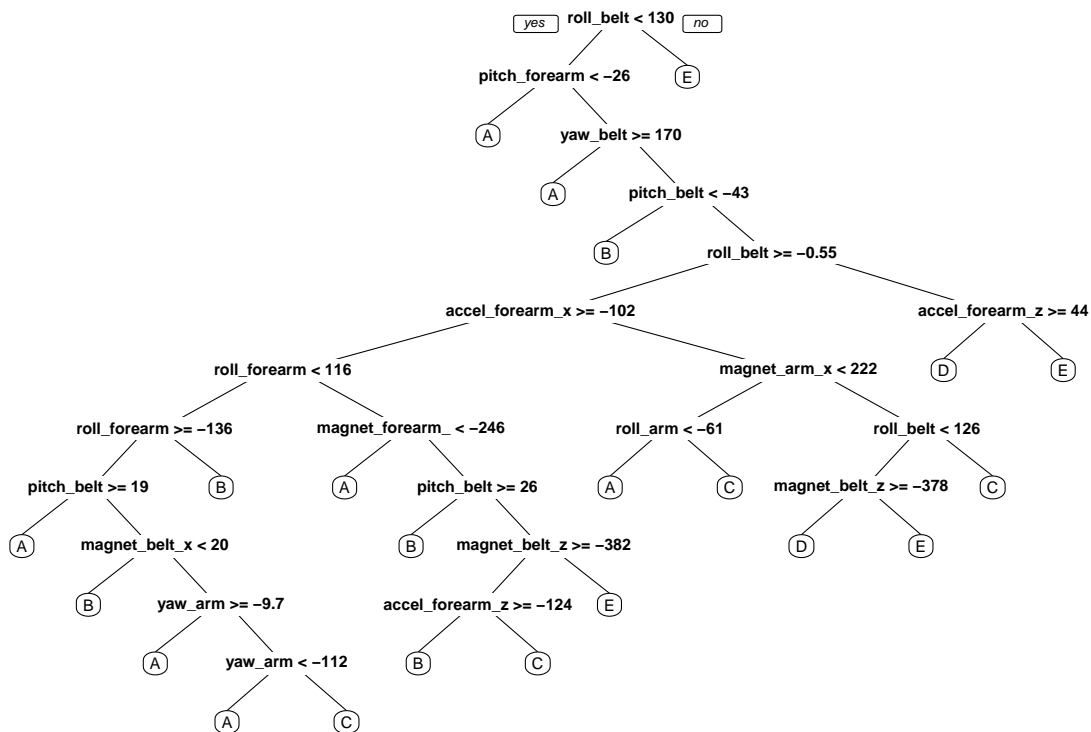 yes roll_belt < 130 no
pitch_forearm < −26 E
A yaw_belt >= 170
A pitch_belt < −43
B roll_belt >= −0.55
accel_forearm_x >= −102 accel_forearm_z >= 44
roll_forearm < 116 magnet_arm_x < 222 D E
roll_forearm >= −136 magnet_forearm_ < −246 roll_arm < −61 roll_belt < 126
pitch_belt >= 19 B A pitch_belt >= 26 A C magnet_belt_z >= −378 C
A magnet_belt_x < 20 B magnet_belt_z >= −382 D E
B yaw_arm >= −9.7 accel_forearm_z >= −124 E
A yaw_arm < −112 B C
A C